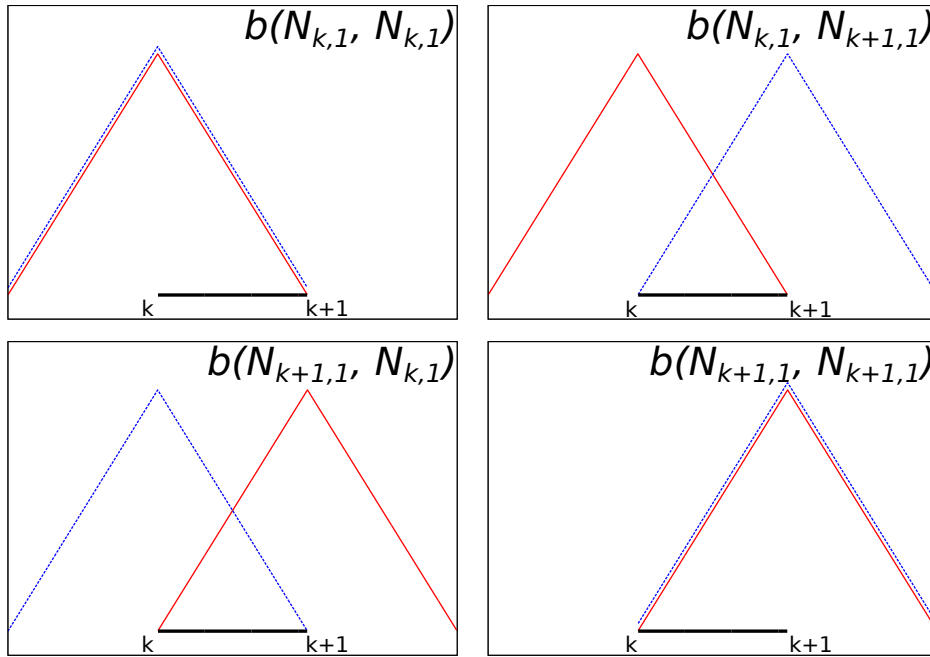 b(N_{k,1}, N_{k,1})
b(N_{k,1}, N_{k+1,1})
k k+1
k k+1
b(N_{k+1,1}, N_{k,1})
b(N_{k+1,1}, N_{k+1,1})
k k+1
k k+1